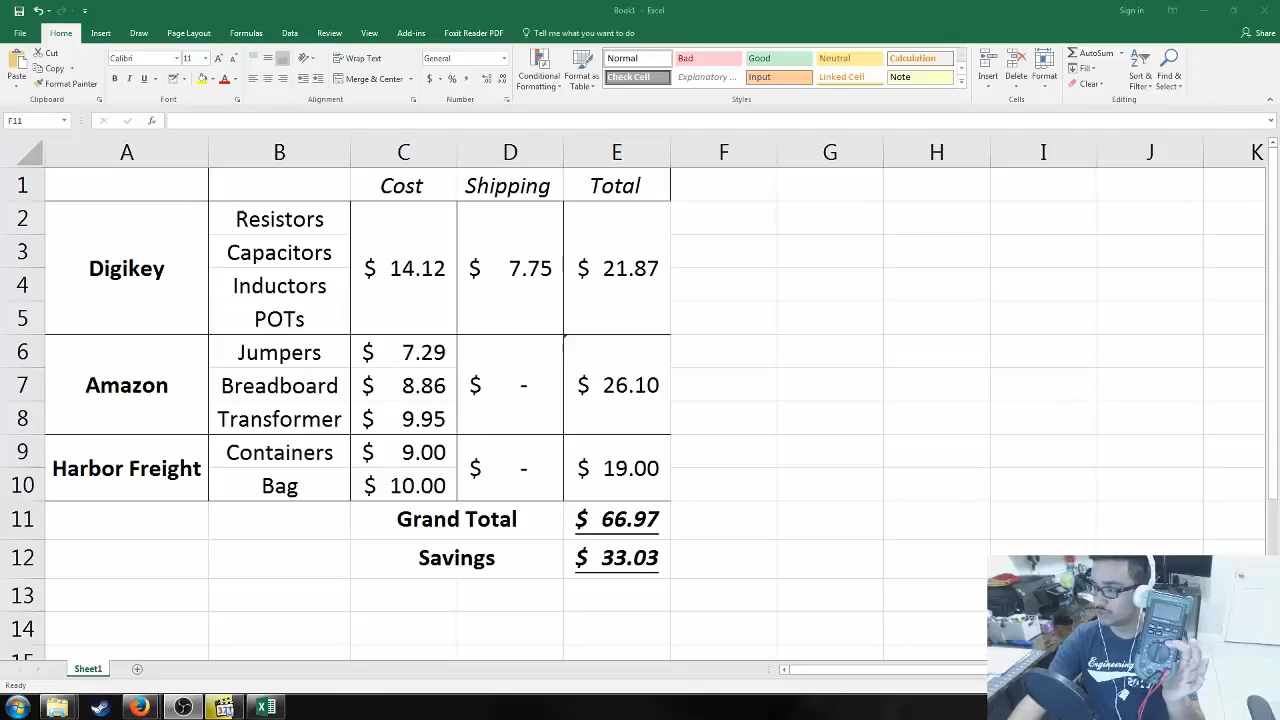 Book1 - Excel
Sign in
File Home Insert Draw Page Layout Formulas Data Review View Add-ins Foxit Reader PDF Tell me what you want to do Share
Cut
Copy
Format Painter
Paste
Clipboard
Calibri 11
B I U
Font
Wrap Text
Merge & Center
Alignment
General
$ % ,
Number
Conditional Formatting
Format as Table
Normal Bad Good Neutral Calculation
Check Cell Explanatory ... Input Linked Cell Note
Styles
Insert Delete Format
Cells
AutoSum
Fill
Clear
Sort & Filter
Find & Select
Editing
F11
fx
A B C D E F G H I J K
1 Cost Shipping Total
2 Resistors
3 Capacitors
Digikey $ 14.12 $ 7.75 $ 21.87
4 Inductors
5 POTs
6 Jumpers $ 7.29
7 Amazon Breadboard $ 8.86 $ - $ 26.10
8 Transformer $ 9.95
9 Containers $ 9.00
Harbor Freight $ - $ 19.00
10 Bag $ 10.00
11 Grand Total $ 66.97
12 Savings $ 33.03
13
14
15
Sheet1
Ready
Engineering